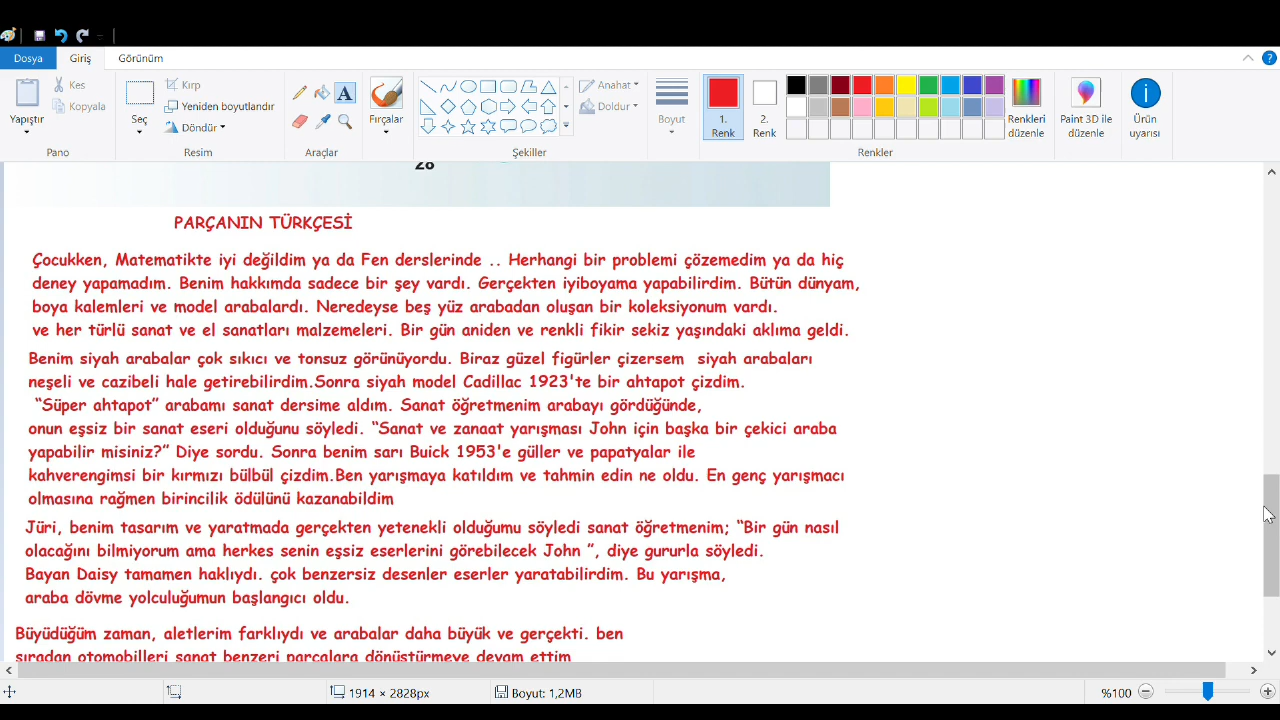 Dosya Giriş Görünüm
Yapıştır
Kes
Kopyala
Seç
Kırp
Yeniden boyutlandır
Döndür
Fırçalar
Anahat
Doldur
Boyut
1. Renk
2. Renk
Renkleri düzenle
Paint 3D ile düzenle
Ürün uyarısı
Pano Resim Araçlar Şekiller Renkler
28
PARÇANIN TÜRKÇESİ
Çocukken, Matematikte iyi değildim ya da Fen derslerinde .. Herhangi bir problemi çözemedim ya da hiç
deney yapamadım. Benim hakkımda sadece bir şey vardı. Gerçekten iyiboyama yapabilirdim. Bütün dünyam,
boya kalemleri ve model arabalardı. Neredeyse beş yüz arabadan oluşan bir koleksiyonum vardı.
ve her türlü sanat ve el sanatları malzemeleri. Bir gün aniden ve renkli fikir sekiz yaşındaki aklıma geldi.
Benim siyah arabalar çok sıkıcı ve tonsuz görünüyordu. Biraz güzel figürler çizersem siyah arabaları
neşeli ve cazibeli hale getirebilirdim.Sonra siyah model Cadillac 1923'te bir ahtapot çizdim.
“Süper ahtapot” arabamı sanat dersime aldım. Sanat öğretmenim arabayı gördüğünde,
onun eşsiz bir sanat eseri olduğunu söyledi. “Sanat ve zanaat yarışması John için başka bir çekici araba
yapabilir misiniz?” Diye sordu. Sonra benim sarı Buick 1953'e güller ve papatyalar ile
kahverengimsi bir kırmızı bülbül çizdim.Ben yarışmaya katıldım ve tahmin edin ne oldu. En genç yarışmacı
olmasına rağmen birincilik ödülünü kazanabildim
Jüri, benim tasarım ve yaratmada gerçekten yetenekli olduğumu söyledi sanat öğretmenim; “Bir gün nasıl
olacağını bilmiyorum ama herkes senin eşsiz eserlerini görebilecek John ”, diye gururla söyledi.
Bayan Daisy tamamen haklıydı. çok benzersiz desenler eserler yaratabilirdim. Bu yarışma,
araba dövme yolculuğumun başlangıcı oldu.
Büyüdüğüm zaman, aletlerim farklıydı ve arabalar daha büyük ve gerçekti. ben
sıradan otomobilleri sanat benzeri parçalara dönüştürmeye devam ettim
1914 × 2828px
Boyut: 1,2MB
%100